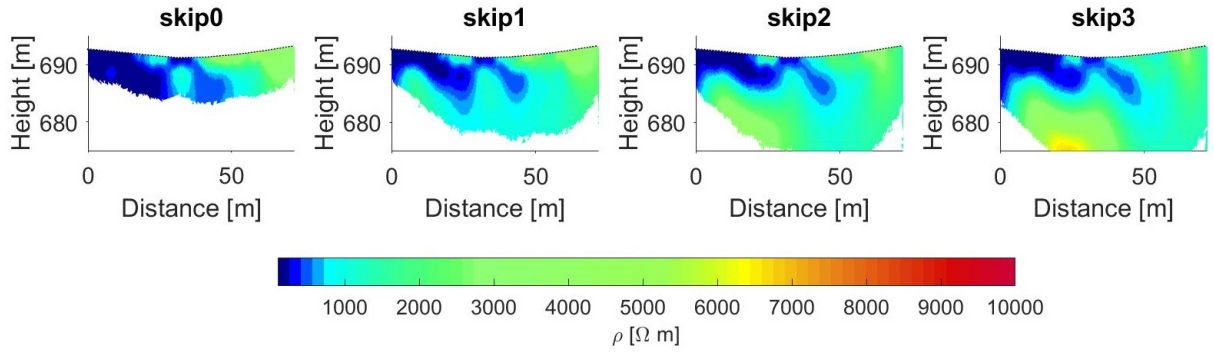 skip0 skip1 skip2 skip3
Height [m] Height [m] Height [m] Height [m]
690 690 690 690
680 680 680 680
0 50 0 50 0 50 0 50
Distance [m] Distance [m] Distance [m] Distance [m]
1000 2000 3000 4000 5000 6000 7000 8000 9000 10000
ρ [Ω m]